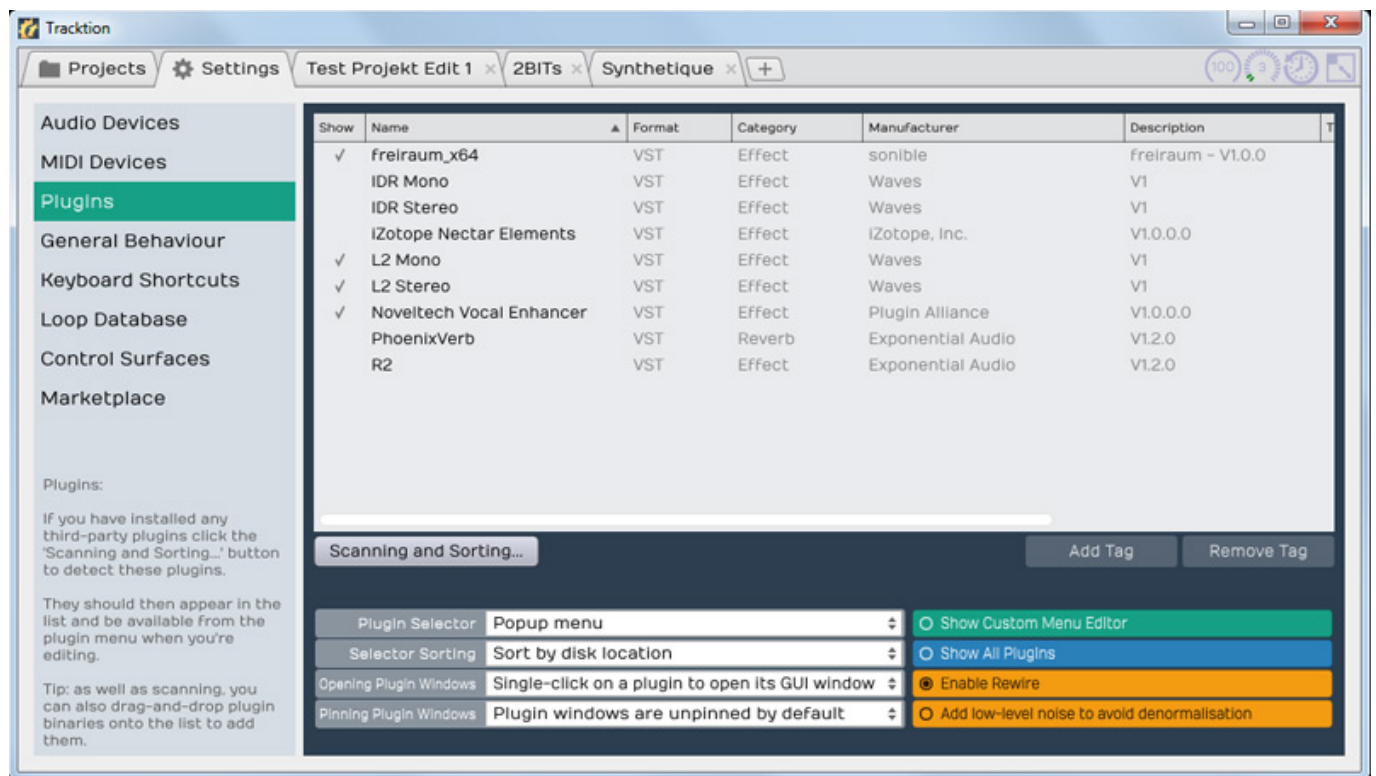 Tracktion
Projects Settings Test Projekt Edit 1 × 2BITs × Synthetique × +
100 3
Audio Devices
MIDI Devices
Plugins
General Behaviour
Keyboard Shortcuts
Loop Database
Control Surfaces
Marketplace
Plugins:
If you have installed any
third-party plugins click the
'Scanning and Sorting...' button
to detect these plugins.
They should then appear in the
list and be available from the
plugin menu when you're
editing.
Tip: as well as scanning, you
can also drag-and-drop plugin
binaries onto the list to add
them.
Show Name Format Category Manufacturer Description T
√ freiraum_x64 VST Effect sonible freiraum - V1.0.0
IDR Mono VST Effect Waves V1
IDR Stereo VST Effect Waves V1
iZotope Nectar Elements VST Effect iZotope, Inc. V1.0.0.0
√ L2 Mono VST Effect Waves V1
√ L2 Stereo VST Effect Waves V1
√ Noveltech Vocal Enhancer VST Effect Plugin Alliance V1.0.0.0
PhoenixVerb VST Reverb Exponential Audio V1.2.0
R2 VST Effect Exponential Audio V1.2.0
Scanning and Sorting... Add Tag Remove Tag
Plugin Selector Popup menu Show Custom Menu Editor
Selector Sorting Sort by disk location Show All Plugins
Opening Plugin Windows Single-click on a plugin to open its GUI window Enable Rewire
Pinning Plugin Windows Plugin windows are unpinned by default Add low-level noise to avoid denormalisation